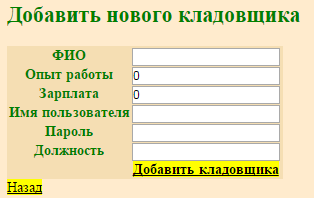 Добавить нового кладовщика
ФИО
Опыт работы 0
Зарплата 0
Имя пользователя
Пароль
Должность
Добавить кладовщика
Назад